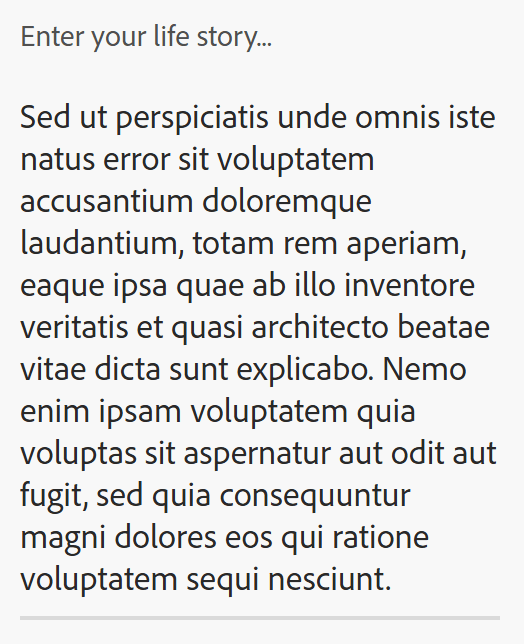 Enter your life story...
Sed ut perspiciatis unde omnis iste
natus error sit voluptatem
accusantium doloremque
laudantium, totam rem aperiam,
eaque ipsa quae ab illo inventore
veritatis et quasi architecto beatae
vitae dicta sunt explicabo. Nemo
enim ipsam voluptatem quia
voluptas sit aspernatur aut odit aut
fugit, sed quia consequuntur
magni dolores eos qui ratione
voluptatem sequi nesciunt.